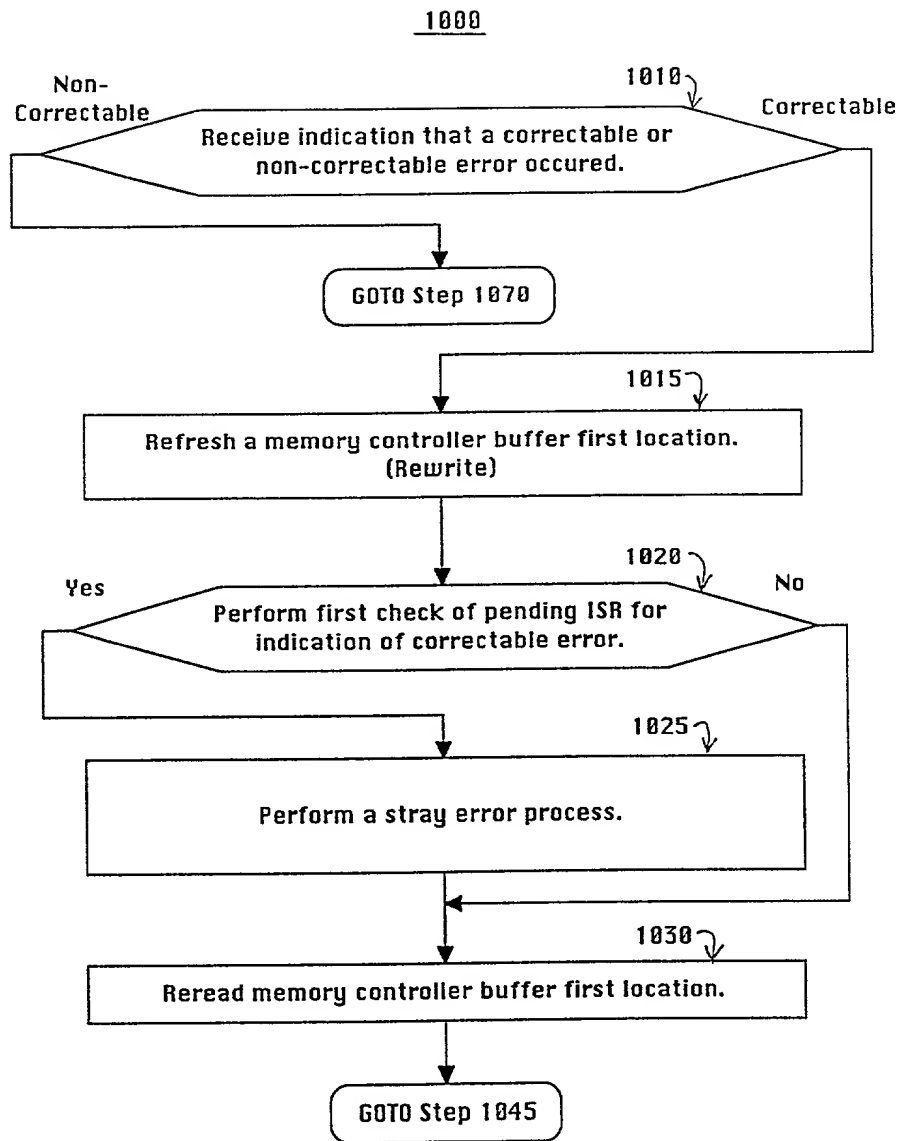 1000
1010
Non-
Correctable
Correctable
Receive indication that a correctable or
non-correctable error occured.
GOTO Step 1070
1015
Refresh a memory controller buffer first location.
(Rewrite)
1020
Yes
No
Perform first check of pending ISR for
indication of correctable error.
1025
Perform a stray error process.
1030
Reread memory controller buffer first location.
GOTO Step 1045